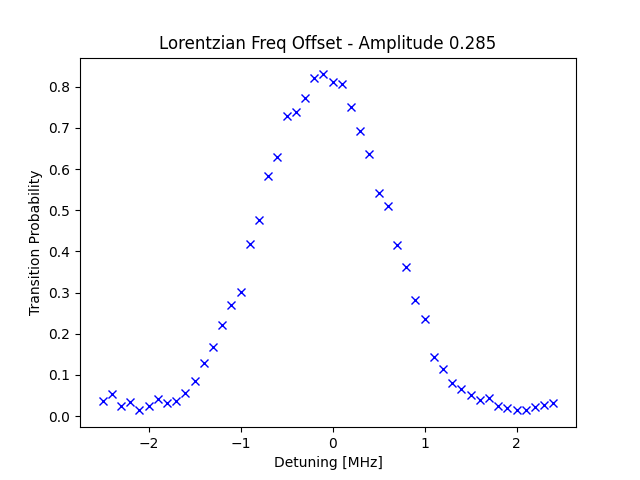 Lorentzian Freq Offset - Amplitude 0.285
Transition Probability
0.8
0.7
0.6
0.5
0.4
0.3
0.2
0.1
0.0
−2 −1 0 1 2
Detuning [MHz]